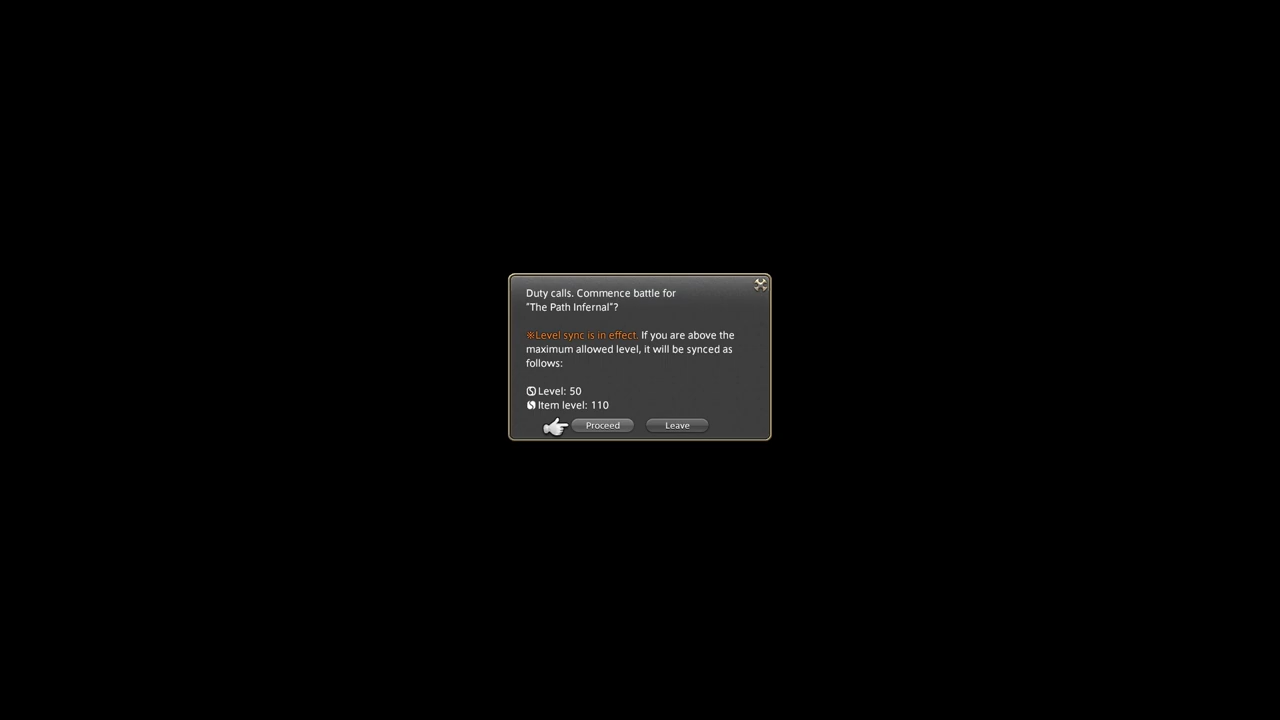 Duty calls. Commence battle for
"The Path Infernal"?
※Level sync is in effect. If you are above the
maximum allowed level, it will be synced as
follows:
Level: 50
Item level: 110
Proceed
Leave